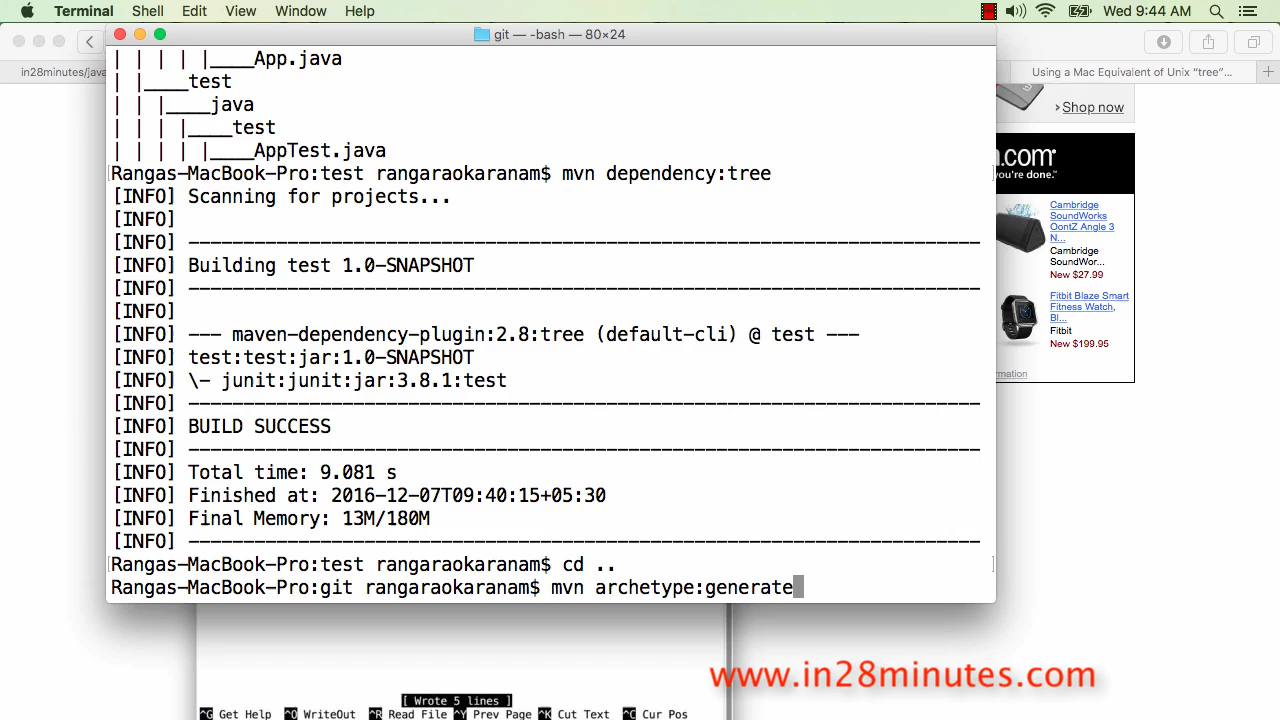 Terminal Shell Edit View Window Help Wed 9:44 AM
git — -bash — 80×24
in28minutes/java
Using a Mac Equivalent of Unix “tree”...
| | | | |____App.java
| |____test
| | |____java
| | | |____test
| | | | |____AppTest.java
Rangas-MacBook-Pro:test rangaraokaranam$ mvn dependency:tree
[INFO] Scanning for projects...
[INFO]
[INFO] ------------------------------------------------------------------------
[INFO] Building test 1.0-SNAPSHOT
[INFO] ------------------------------------------------------------------------
[INFO]
[INFO] --- maven-dependency-plugin:2.8:tree (default-cli) @ test ---
[INFO] test:test:jar:1.0-SNAPSHOT
[INFO] \- junit:junit:jar:3.8.1:test
[INFO] ------------------------------------------------------------------------
[INFO] BUILD SUCCESS
[INFO] ------------------------------------------------------------------------
[INFO] Total time: 9.081 s
[INFO] Finished at: 2016-12-07T09:40:15+05:30
[INFO] Final Memory: 13M/180M
[INFO] ------------------------------------------------------------------------
Rangas-MacBook-Pro:test rangaraokaranam$ cd ..
Rangas-MacBook-Pro:git rangaraokaranam$ mvn archetype:generate
› Shop now
n.com
you're done.”
Cambridge
SoundWorks
OontZ Angle 3
N...
Cambridge
SoundWor...
New $27.99
Fitbit Blaze Smart
Fitness Watch,
Bl...
Fitbit
New $199.95
rmation
www.in28minutes.com
[ Wrote 5 lines ]
^G Get Help ^O WriteOut ^R Read File ^Y Prev Page ^K Cut Text ^C Cur Pos